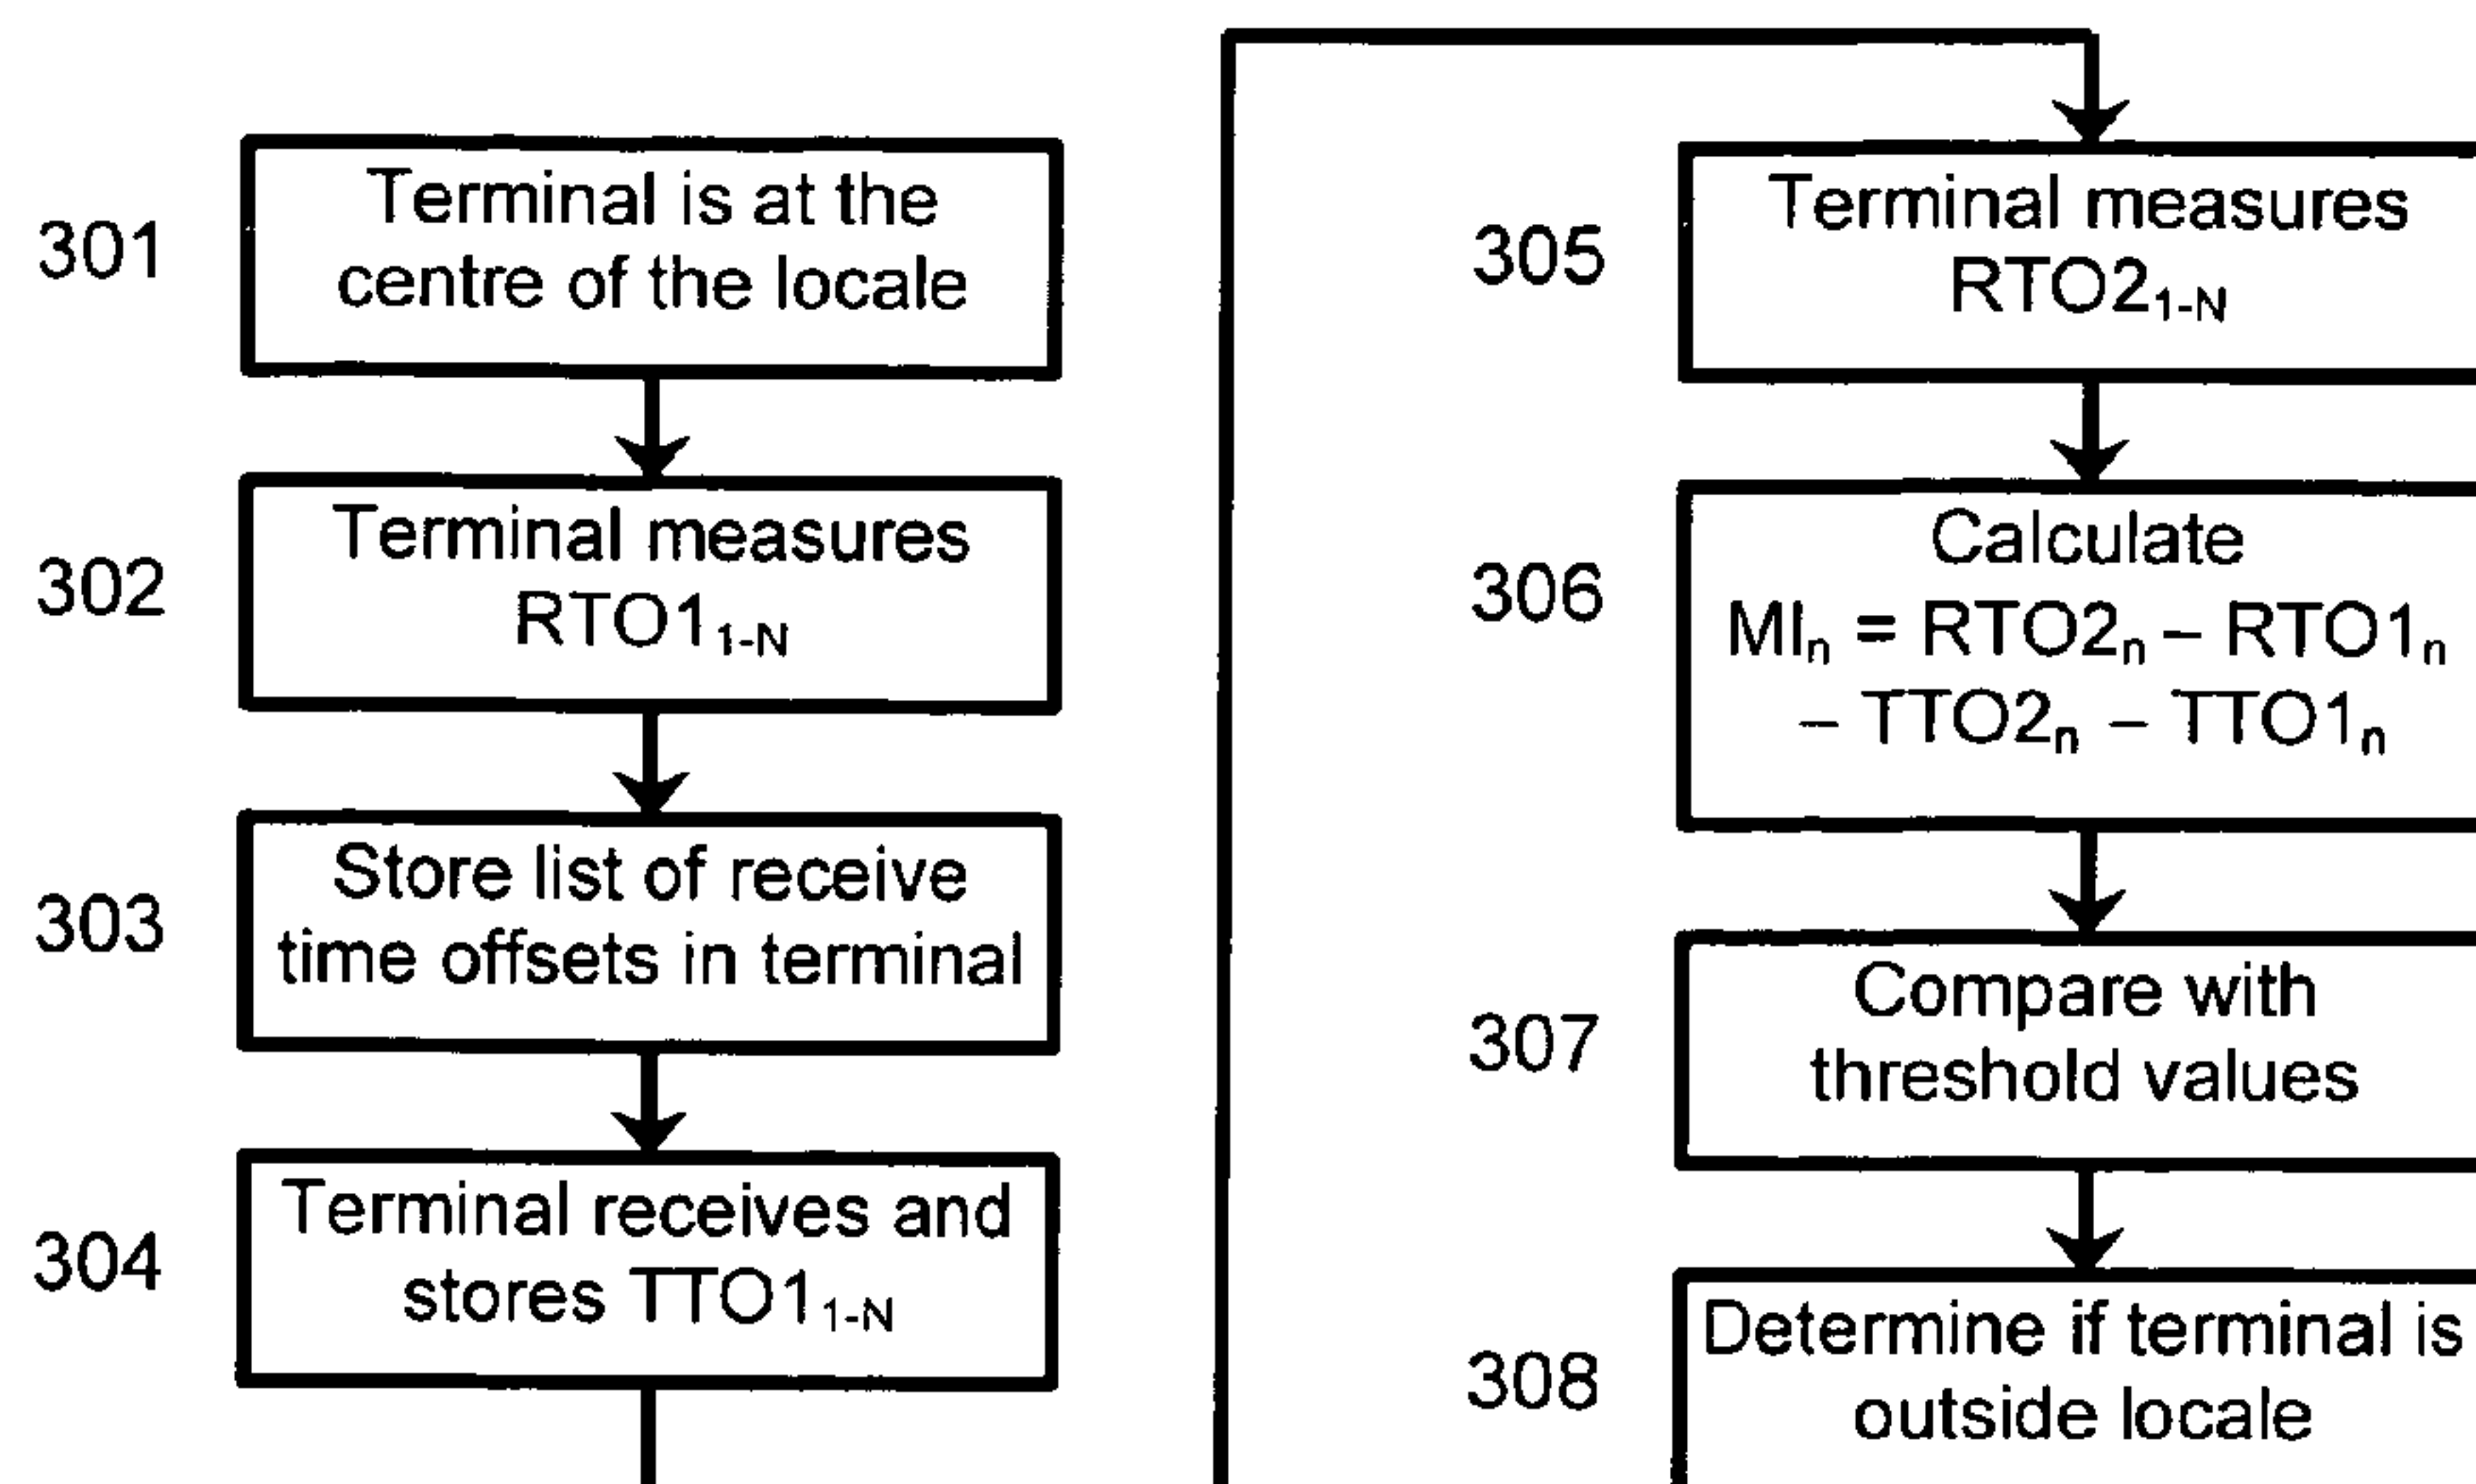 301
Terminal is at the
centre of the locale
302
Terminal measures
RTO1₁₋N
303
Store list of receive
time offsets in terminal
304
Terminal receives and
stores TTO1₁₋N
305
Terminal measures
RTO2₁₋N
306
Calculate
MIₙ = RTO2ₙ – RTO1ₙ
– TTO2ₙ – TTO1ₙ
307
Compare with
threshold values
308
Determine if terminal is
outside locale